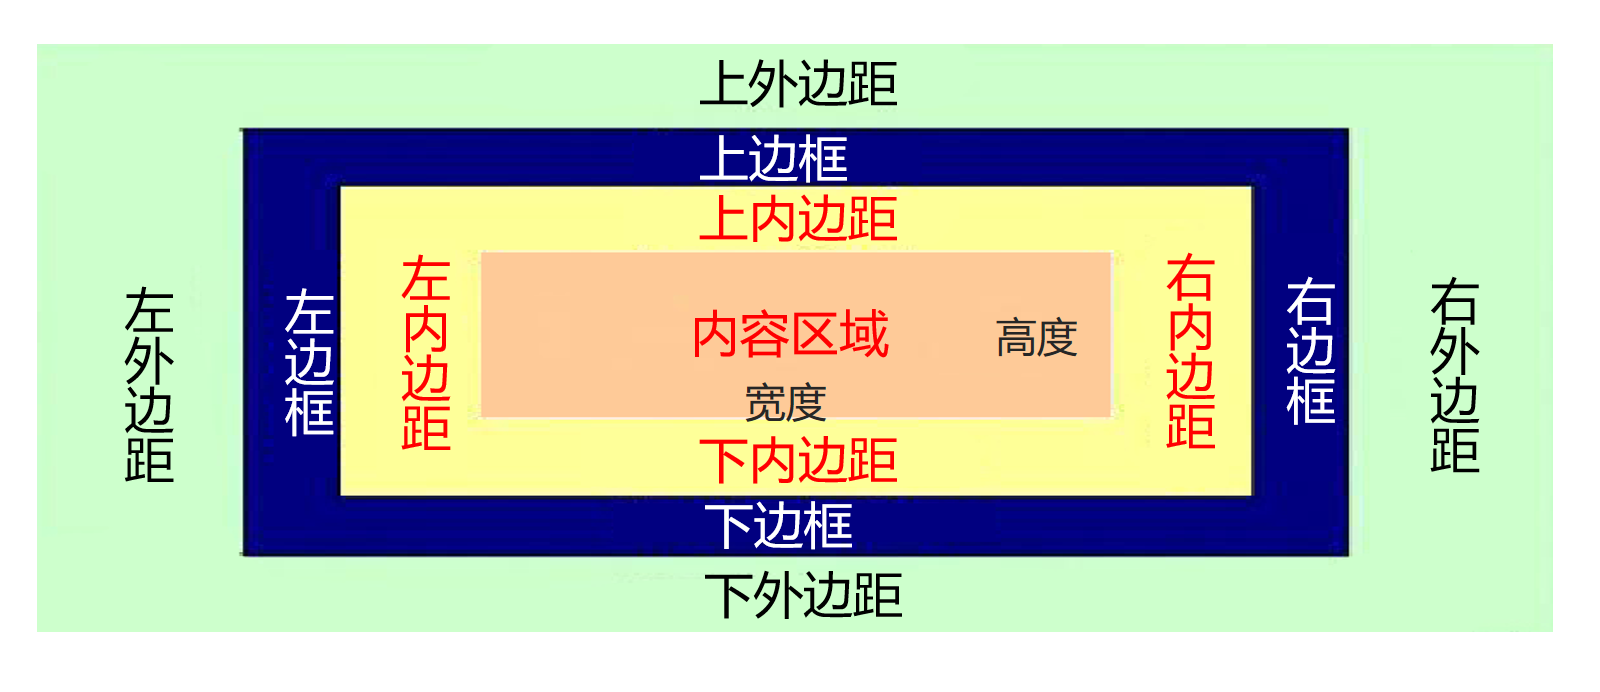 上外边距
上边框
上内边距
左外边距
左边框
左内边距
内容区域
高度
宽度
右内边距
右边框
右外边距
下内边距
下边框
下外边距